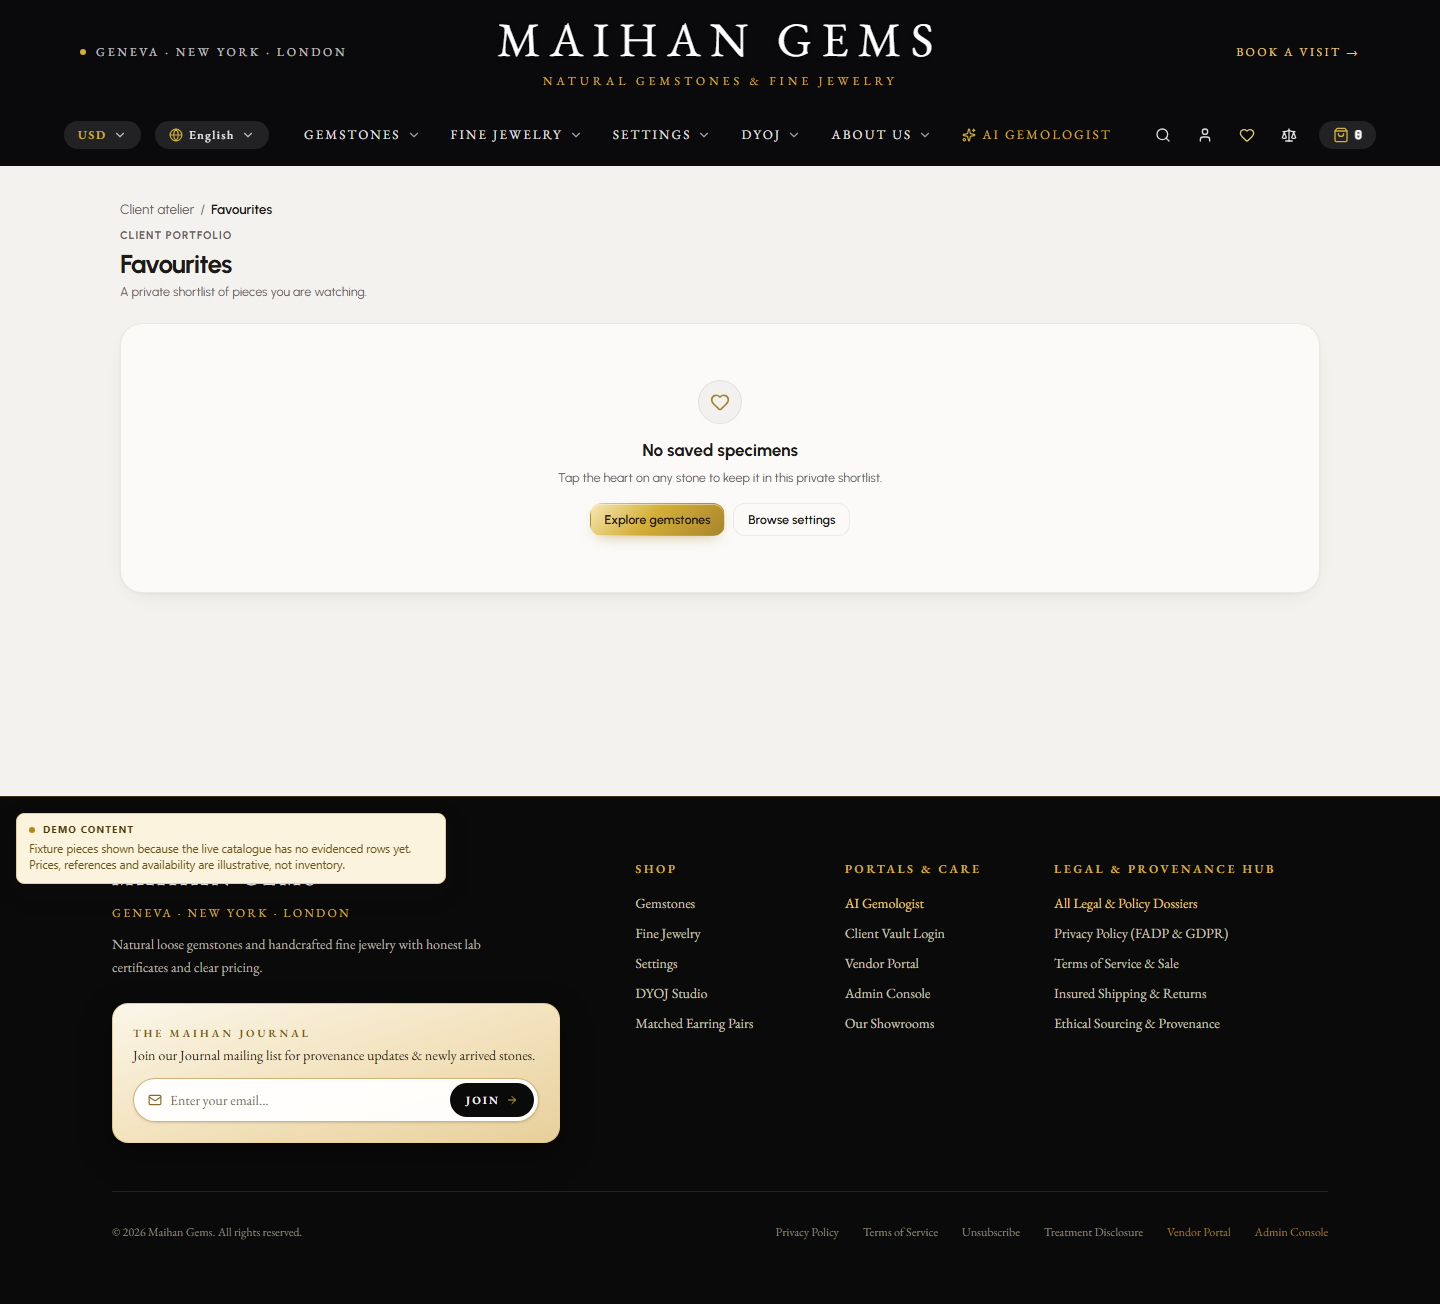 GENEVA · NEW YORK · LONDON
MAIHAN GEMS
NATURAL GEMSTONES & FINE JEWELRY
BOOK A VISIT →
USD
English
GEMSTONES
FINE JEWELRY
SETTINGS
DYOJ
ABOUT US
AI GEMOLOGIST
0
Client atelier / Favourites
CLIENT PORTFOLIO
Favourites
A private shortlist of pieces you are watching.
No saved specimens
Tap the heart on any stone to keep it in this private shortlist.
Explore gemstones
Browse settings
DEMO CONTENT
Fixture pieces shown because the live catalogue has no evidenced rows yet.
Prices, references and availability are illustrative, not inventory.
GENEVA · NEW YORK · LONDON
Natural loose gemstones and handcrafted fine jewelry with honest lab
certificates and clear pricing.
THE MAIHAN JOURNAL
Join our Journal mailing list for provenance updates & newly arrived stones.
Enter your email...
JOIN →
SHOP
Gemstones
Fine Jewelry
Settings
DYOJ Studio
Matched Earring Pairs
PORTALS & CARE
AI Gemologist
Client Vault Login
Vendor Portal
Admin Console
Our Showrooms
LEGAL & PROVENANCE HUB
All Legal & Policy Dossiers
Privacy Policy (FADP & GDPR)
Terms of Service & Sale
Insured Shipping & Returns
Ethical Sourcing & Provenance
© 2026 Maihan Gems. All rights reserved.
Privacy Policy
Terms of Service
Unsubscribe
Treatment Disclosure
Vendor Portal
Admin Console